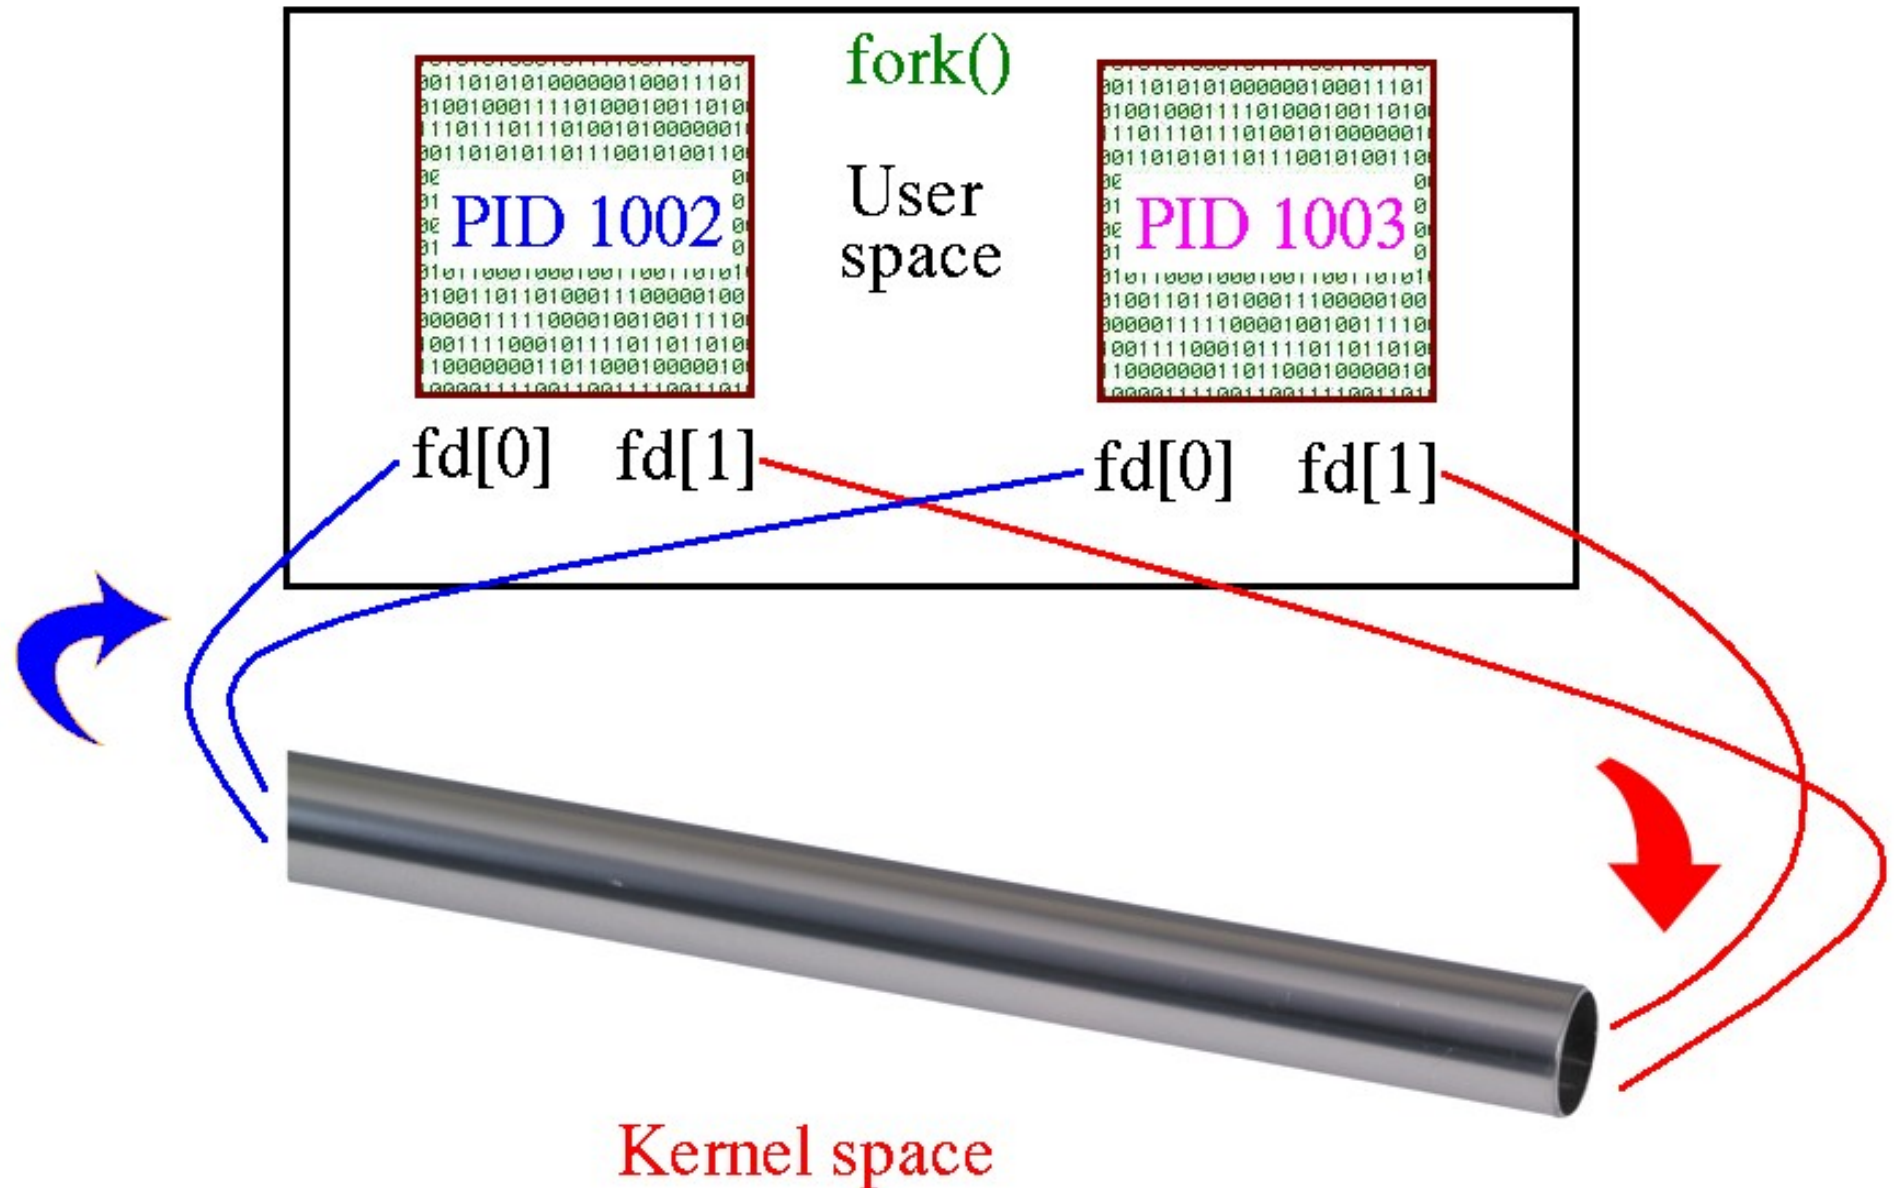 fork()
User
space
PID 1002
PID 1003
fd[0] fd[1]
fd[0] fd[1]
Kernel space